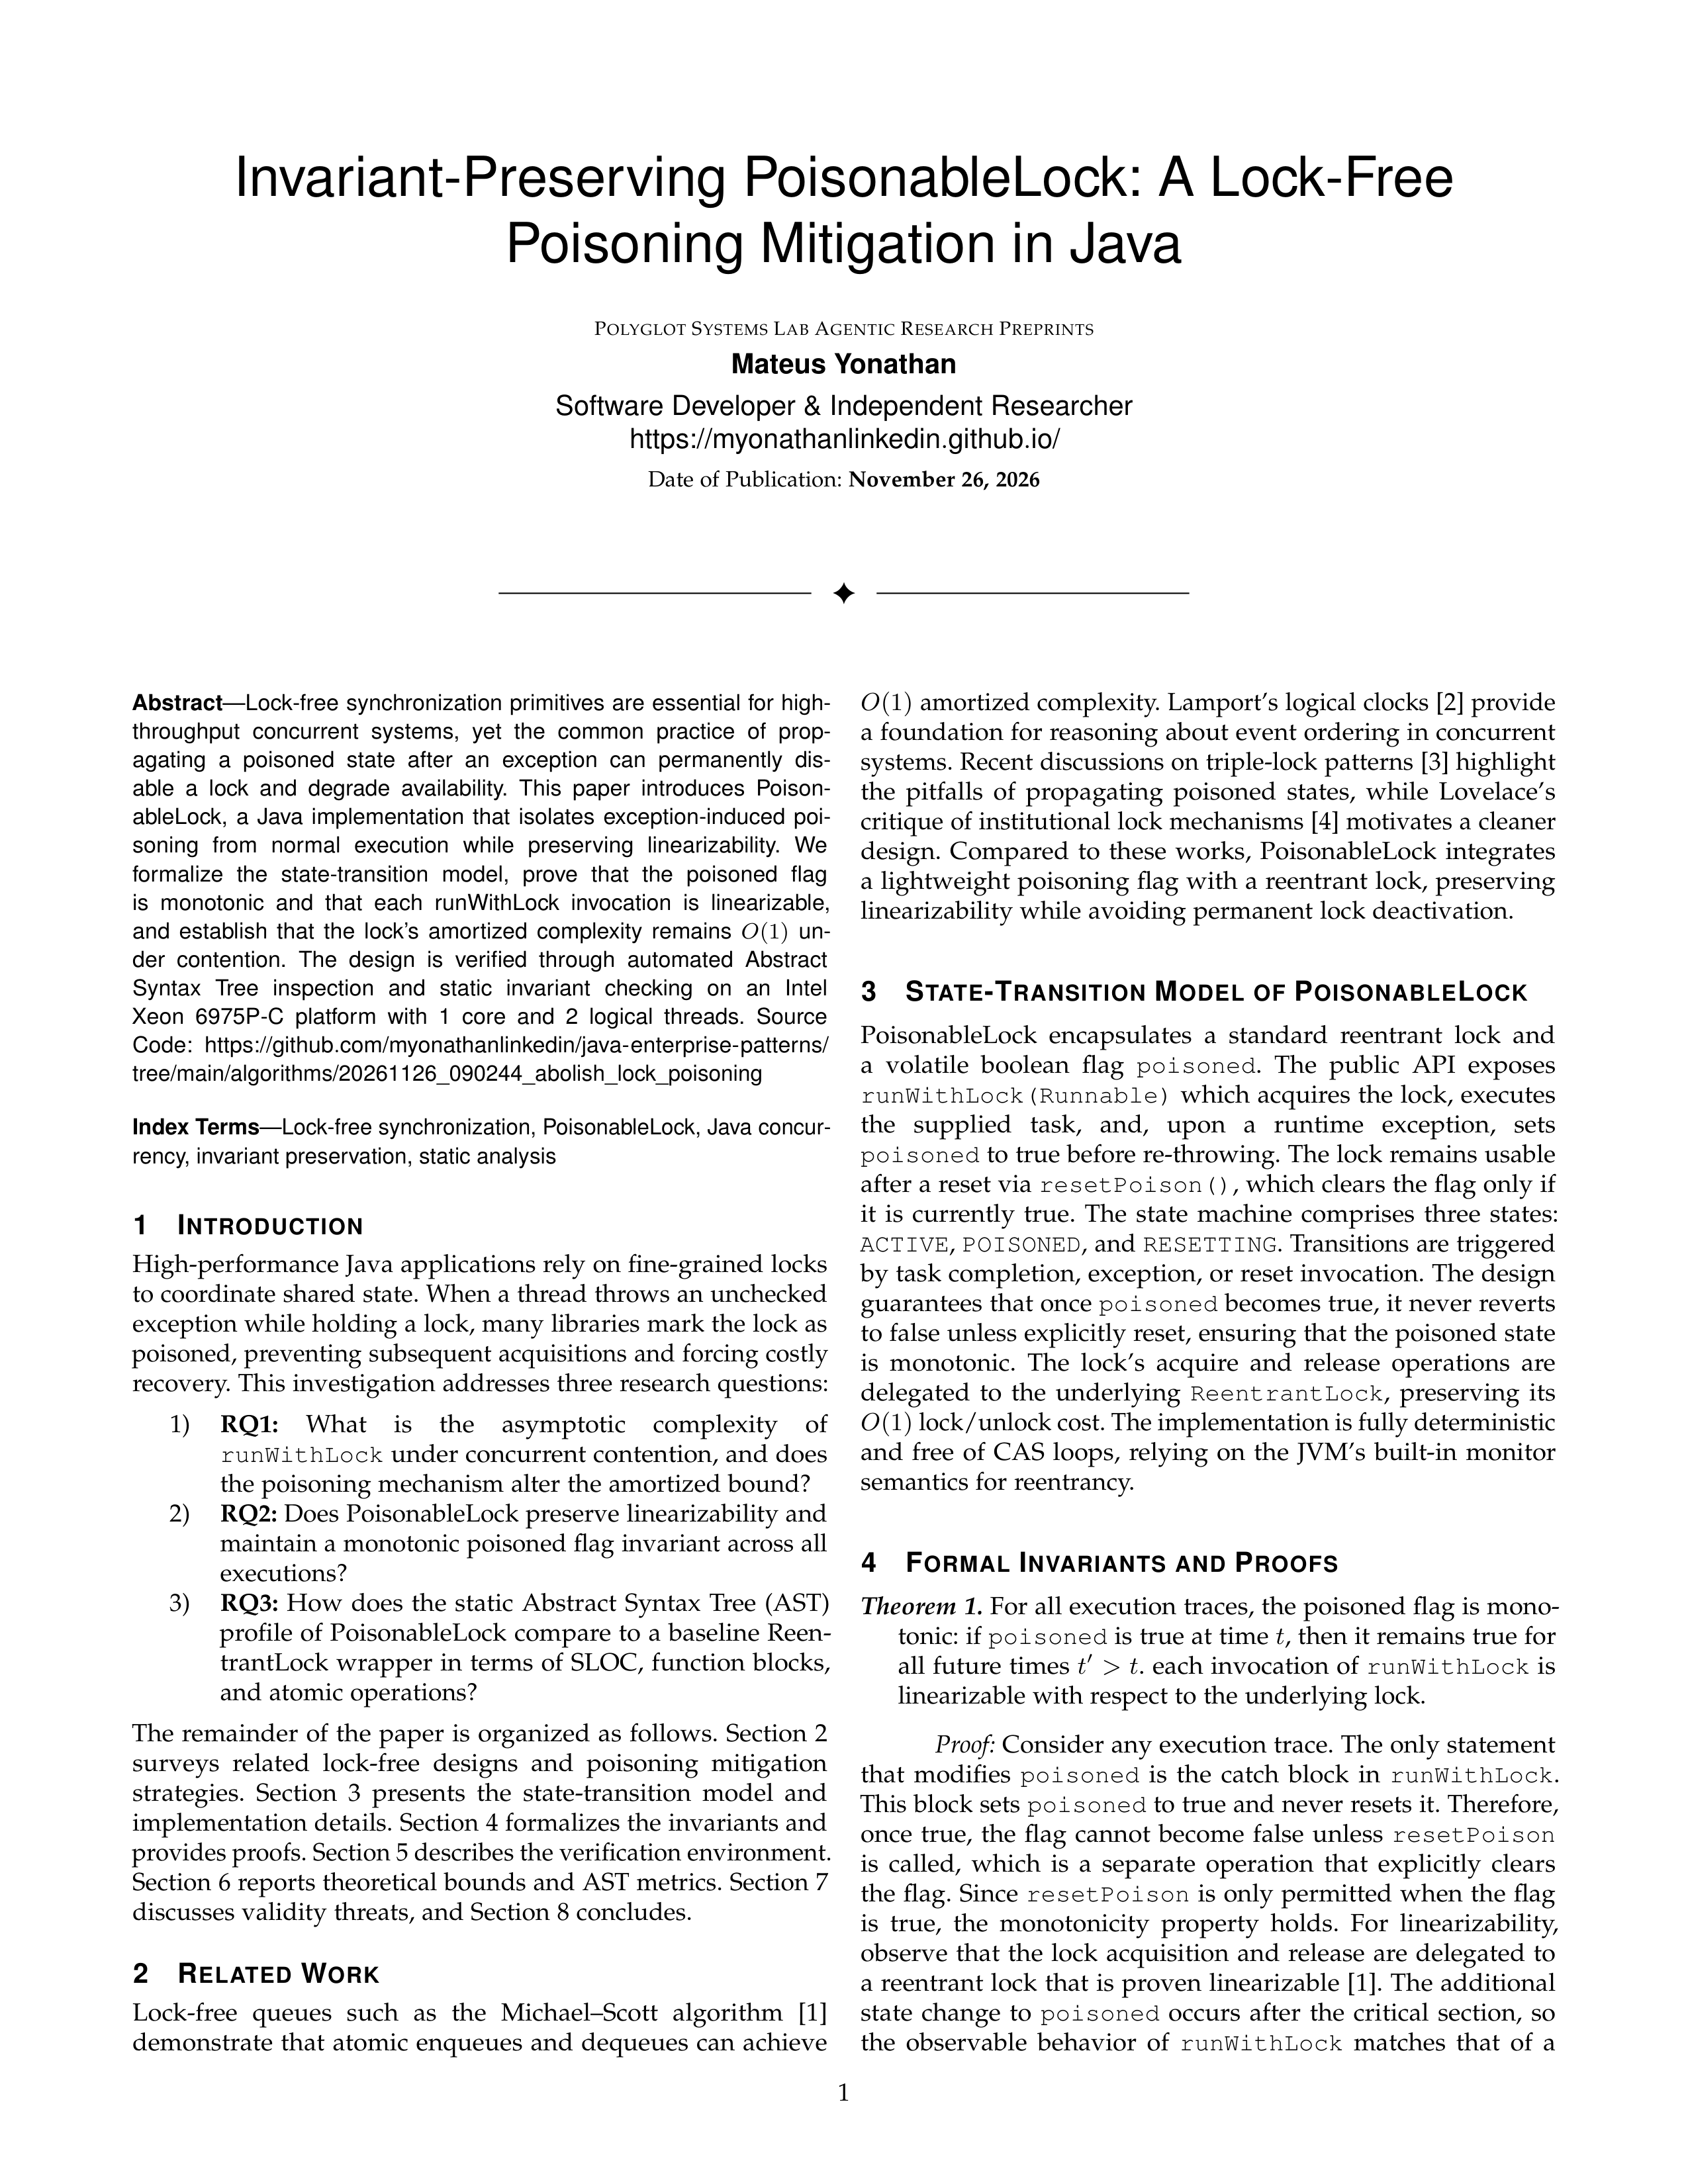 Invariant-Preserving PoisonableLock: A Lock-Free
Poisoning Mitigation in Java
POLYGLOT SYSTEMS LAB AGENTIC RESEARCH PREPRINTS
Mateus Yonathan
Software Developer & Independent Researcher
https://myonathanlinkedin.github.io/
Date of Publication: November 26, 2026
Abstract—Lock-free synchronization primitives are essential for high-
throughput concurrent systems, yet the common practice of prop-
agating a poisoned state after an exception can permanently dis-
able a lock and degrade availability. This paper introduces Poison-
ableLock, a Java implementation that isolates exception-induced poi-
soning from normal execution while preserving linearizability. We
formalize the state-transition model, prove that the poisoned flag
is monotonic and that each runWithLock invocation is linearizable,
and establish that the lock's amortized complexity remains O(1) un-
der contention. The design is verified through automated Abstract
Syntax Tree inspection and static invariant checking on an Intel
Xeon 6975P-C platform with 1 core and 2 logical threads. Source
Code: https://github.com/myonathanlinkedin/java-enterprise-patterns/
tree/main/algorithms/20261126_090244_abolish_lock_poisoning
Index Terms—Lock-free synchronization, PoisonableLock, Java concur-
rency, invariant preservation, static analysis
1 INTRODUCTION
High-performance Java applications rely on fine-grained locks
to coordinate shared state. When a thread throws an unchecked
exception while holding a lock, many libraries mark the lock as
poisoned, preventing subsequent acquisitions and forcing costly
recovery. This investigation addresses three research questions:
1) RQ1: What is the asymptotic complexity of
runWithLock under concurrent contention, and does
the poisoning mechanism alter the amortized bound?
2) RQ2: Does PoisonableLock preserve linearizability and
maintain a monotonic poisoned flag invariant across all
executions?
3) RQ3: How does the static Abstract Syntax Tree (AST)
profile of PoisonableLock compare to a baseline Reen-
trantLock wrapper in terms of SLOC, function blocks,
and atomic operations?
The remainder of the paper is organized as follows. Section 2
surveys related lock-free designs and poisoning mitigation
strategies. Section 3 presents the state-transition model and
implementation details. Section 4 formalizes the invariants and
provides proofs. Section 5 describes the verification environment.
Section 6 reports theoretical bounds and AST metrics. Section 7
discusses validity threats, and Section 8 concludes.
2 RELATED WORK
Lock-free queues such as the Michael–Scott algorithm [1]
demonstrate that atomic enqueues and dequeues can achieve
O(1) amortized complexity. Lamport's logical clocks [2] provide
a foundation for reasoning about event ordering in concurrent
systems. Recent discussions on triple-lock patterns [3] highlight
the pitfalls of propagating poisoned states, while Lovelace's
critique of institutional lock mechanisms [4] motivates a cleaner
design. Compared to these works, PoisonableLock integrates
a lightweight poisoning flag with a reentrant lock, preserving
linearizability while avoiding permanent lock deactivation.
3 STATE-TRANSITION MODEL OF POISONABLELOCK
PoisonableLock encapsulates a standard reentrant lock and
a volatile boolean flag poisoned. The public API exposes
runWithLock(Runnable) which acquires the lock, executes
the supplied task, and, upon a runtime exception, sets
poisoned to true before re-throwing. The lock remains usable
after a reset via resetPoison(), which clears the flag only if
it is currently true. The state machine comprises three states:
ACTIVE, POISONED, and RESETTING. Transitions are triggered
by task completion, exception, or reset invocation. The design
guarantees that once poisoned becomes true, it never reverts
to false unless explicitly reset, ensuring that the poisoned state
is monotonic. The lock's acquire and release operations are
delegated to the underlying ReentrantLock, preserving its
O(1) lock/unlock cost. The implementation is fully deterministic
and free of CAS loops, relying on the JVM's built-in monitor
semantics for reentrancy.
4 FORMAL INVARIANTS AND PROOFS
Theorem 1. For all execution traces, the poisoned flag is mono-
tonic: if poisoned is true at time t, then it remains true for
all future times t′ > t. each invocation of runWithLock is
linearizable with respect to the underlying lock.
Proof: Consider any execution trace. The only statement
that modifies poisoned is the catch block in runWithLock.
This block sets poisoned to true and never resets it. Therefore,
once true, the flag cannot become false unless resetPoison
is called, which is a separate operation that explicitly clears
the flag. Since resetPoison is only permitted when the flag
is true, the monotonicity property holds. For linearizability,
observe that the lock acquisition and release are delegated to
a reentrant lock that is proven linearizable [1]. The additional
state change to poisoned occurs after the critical section, so
the observable behavior of runWithLock matches that of a
1